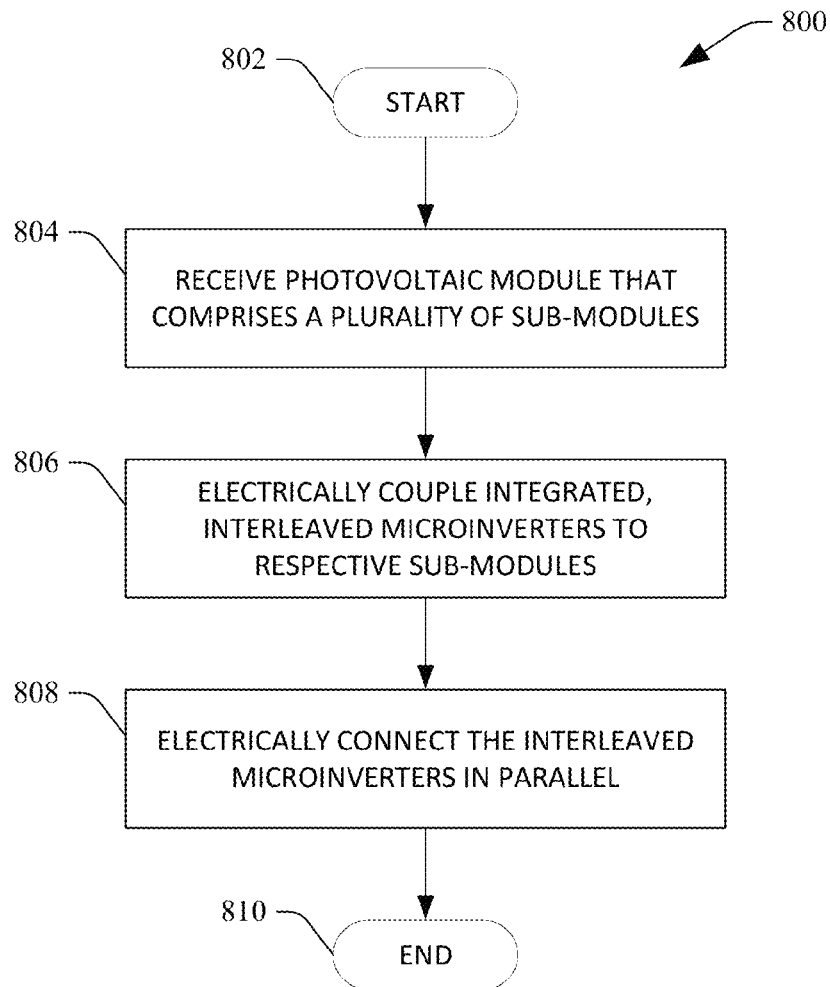 800
802
START
804
RECEIVE PHOTOVOLTAIC MODULE THAT
COMPRISES A PLURALITY OF SUB-MODULES
806
ELECTRICALLY COUPLE INTEGRATED,
INTERLEAVED MICROINVERTERS TO
RESPECTIVE SUB-MODULES
808
ELECTRICALLY CONNECT THE INTERLEAVED
MICROINVERTERS IN PARALLEL
810
END